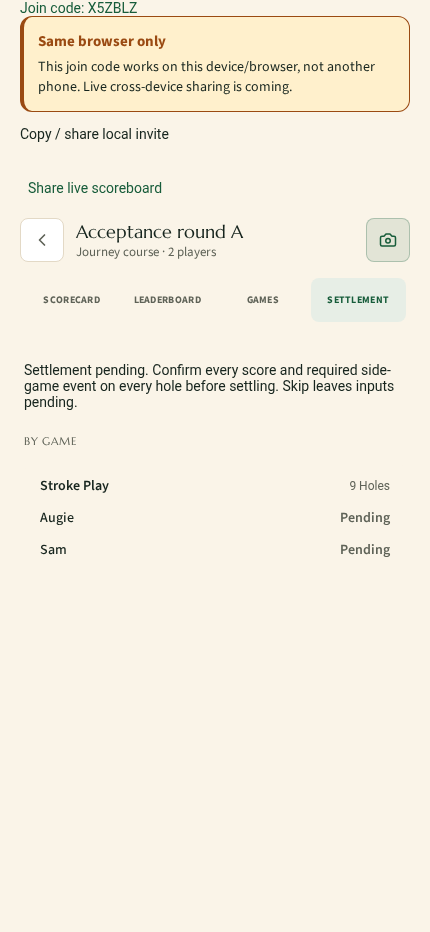 Join code: X5ZBLZ
Same browser only
This join code works on this device/browser, not another
phone. Live cross-device sharing is coming.
Copy / share local invite
Share live scoreboard
Acceptance round A
Journey course · 2 players
SCORECARD LEADERBOARD GAMES SETTLEMENT
Settlement pending. Confirm every score and required side-
game event on every hole before settling. Skip leaves inputs
pending.
BY GAME
Stroke Play 9 Holes
Augie Pending
Sam Pending